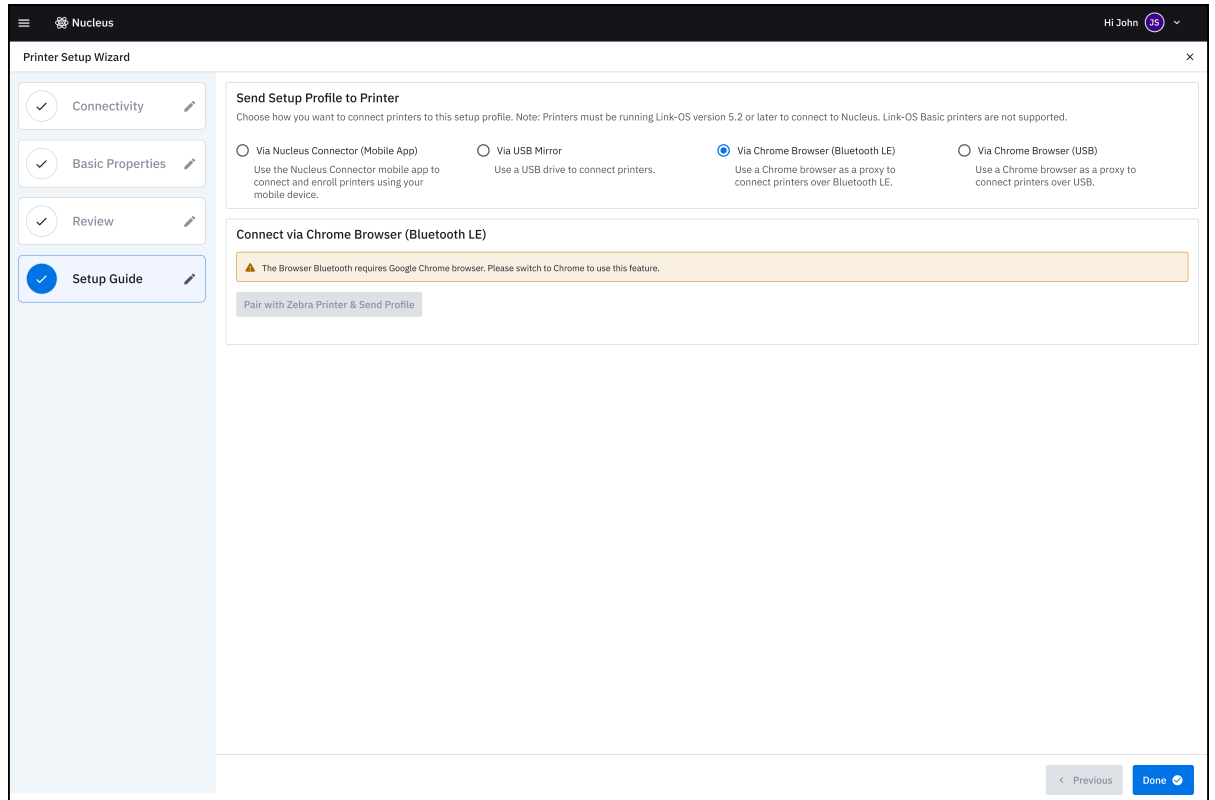 Nucleus
Hi John JS
Printer Setup Wizard
Connectivity
Basic Properties
Review
Setup Guide
Send Setup Profile to Printer
Choose how you want to connect printers to this setup profile. Note: Printers must be running Link-OS version 5.2 or later to connect to Nucleus. Link-OS Basic printers are not supported.
Via Nucleus Connector (Mobile App)
Use the Nucleus Connector mobile app to
connect and enroll printers using your
mobile device.
Via USB Mirror
Use a USB drive to connect printers.
Via Chrome Browser (Bluetooth LE)
Use a Chrome browser as a proxy to
connect printers over Bluetooth LE.
Via Chrome Browser (USB)
Use a Chrome browser as a proxy to
connect printers over USB.
Connect via Chrome Browser (Bluetooth LE)
The Browser Bluetooth requires Google Chrome browser. Please switch to Chrome to use this feature.
Pair with Zebra Printer & Send Profile
Previous
Done